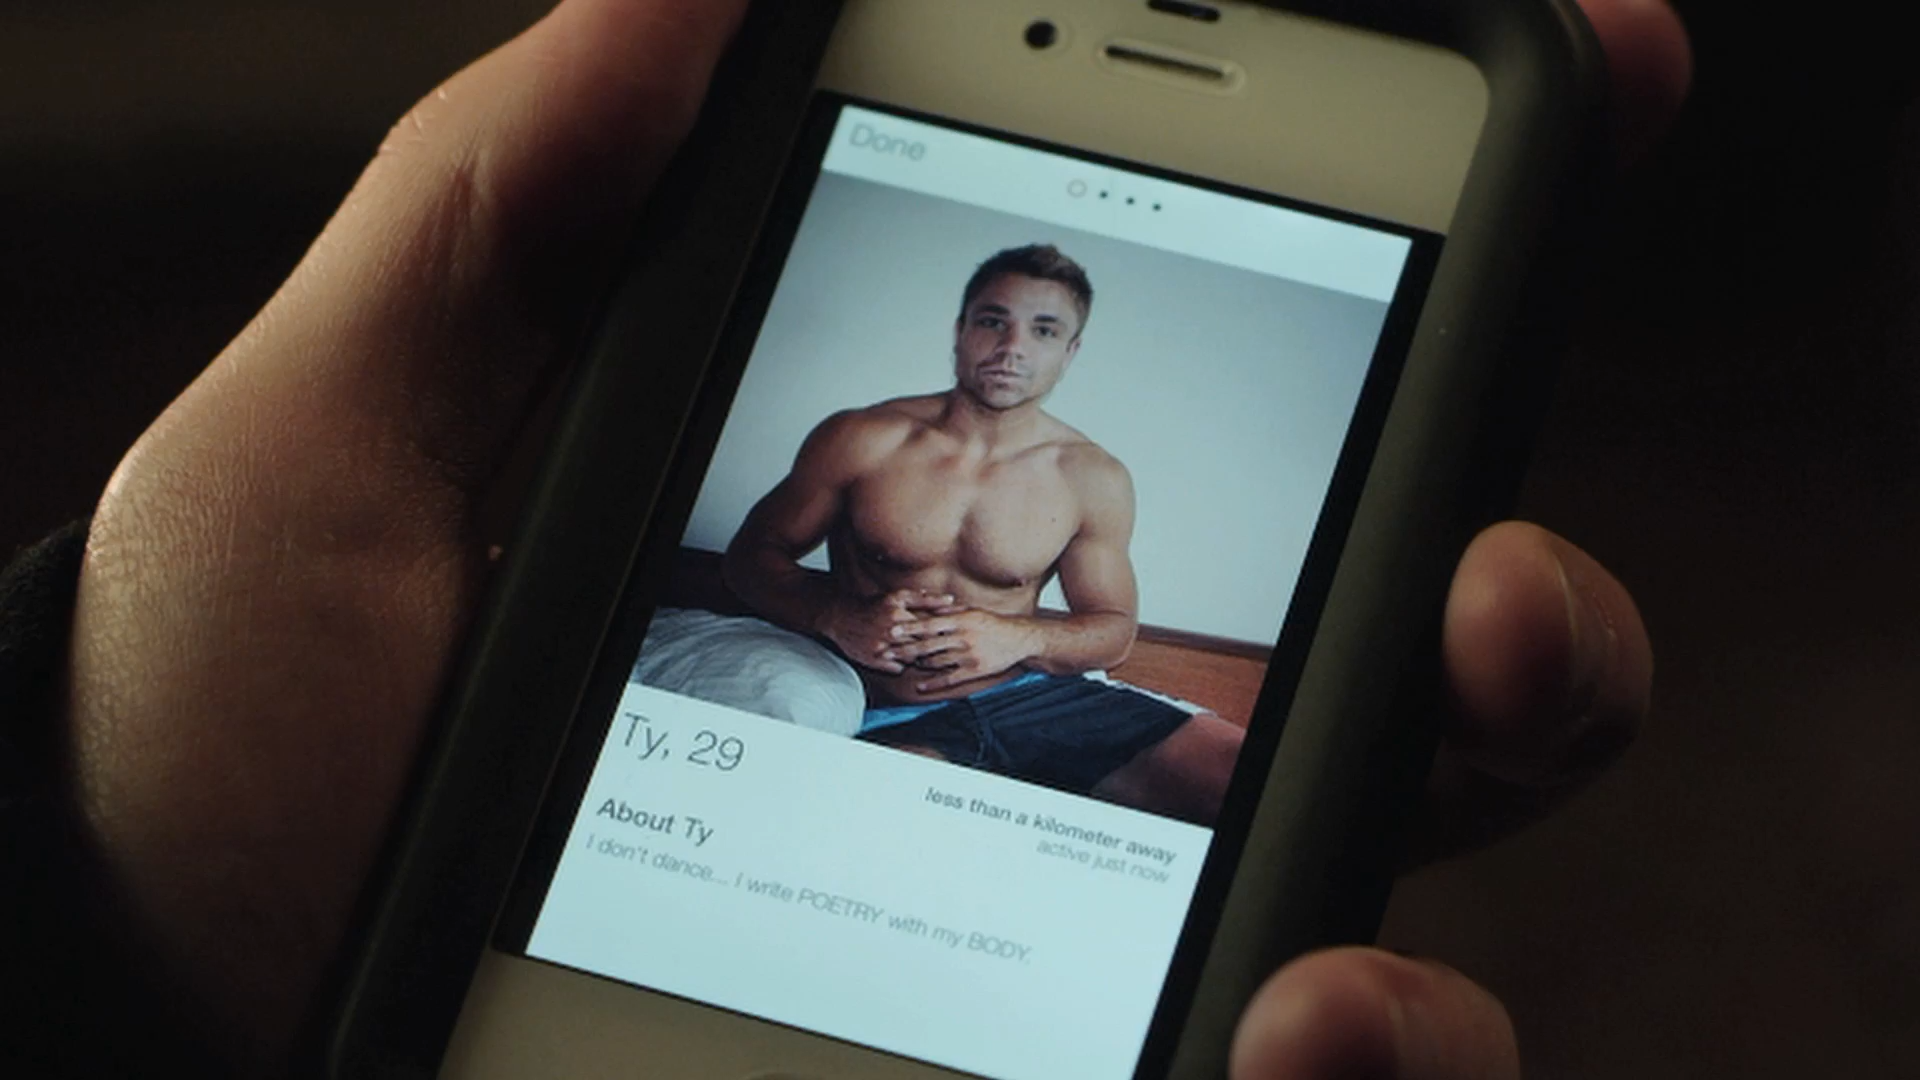 Done
Ty, 29
less than a kilometer away
active just now
About Ty
I don't dance... I write POETRY with my BODY.